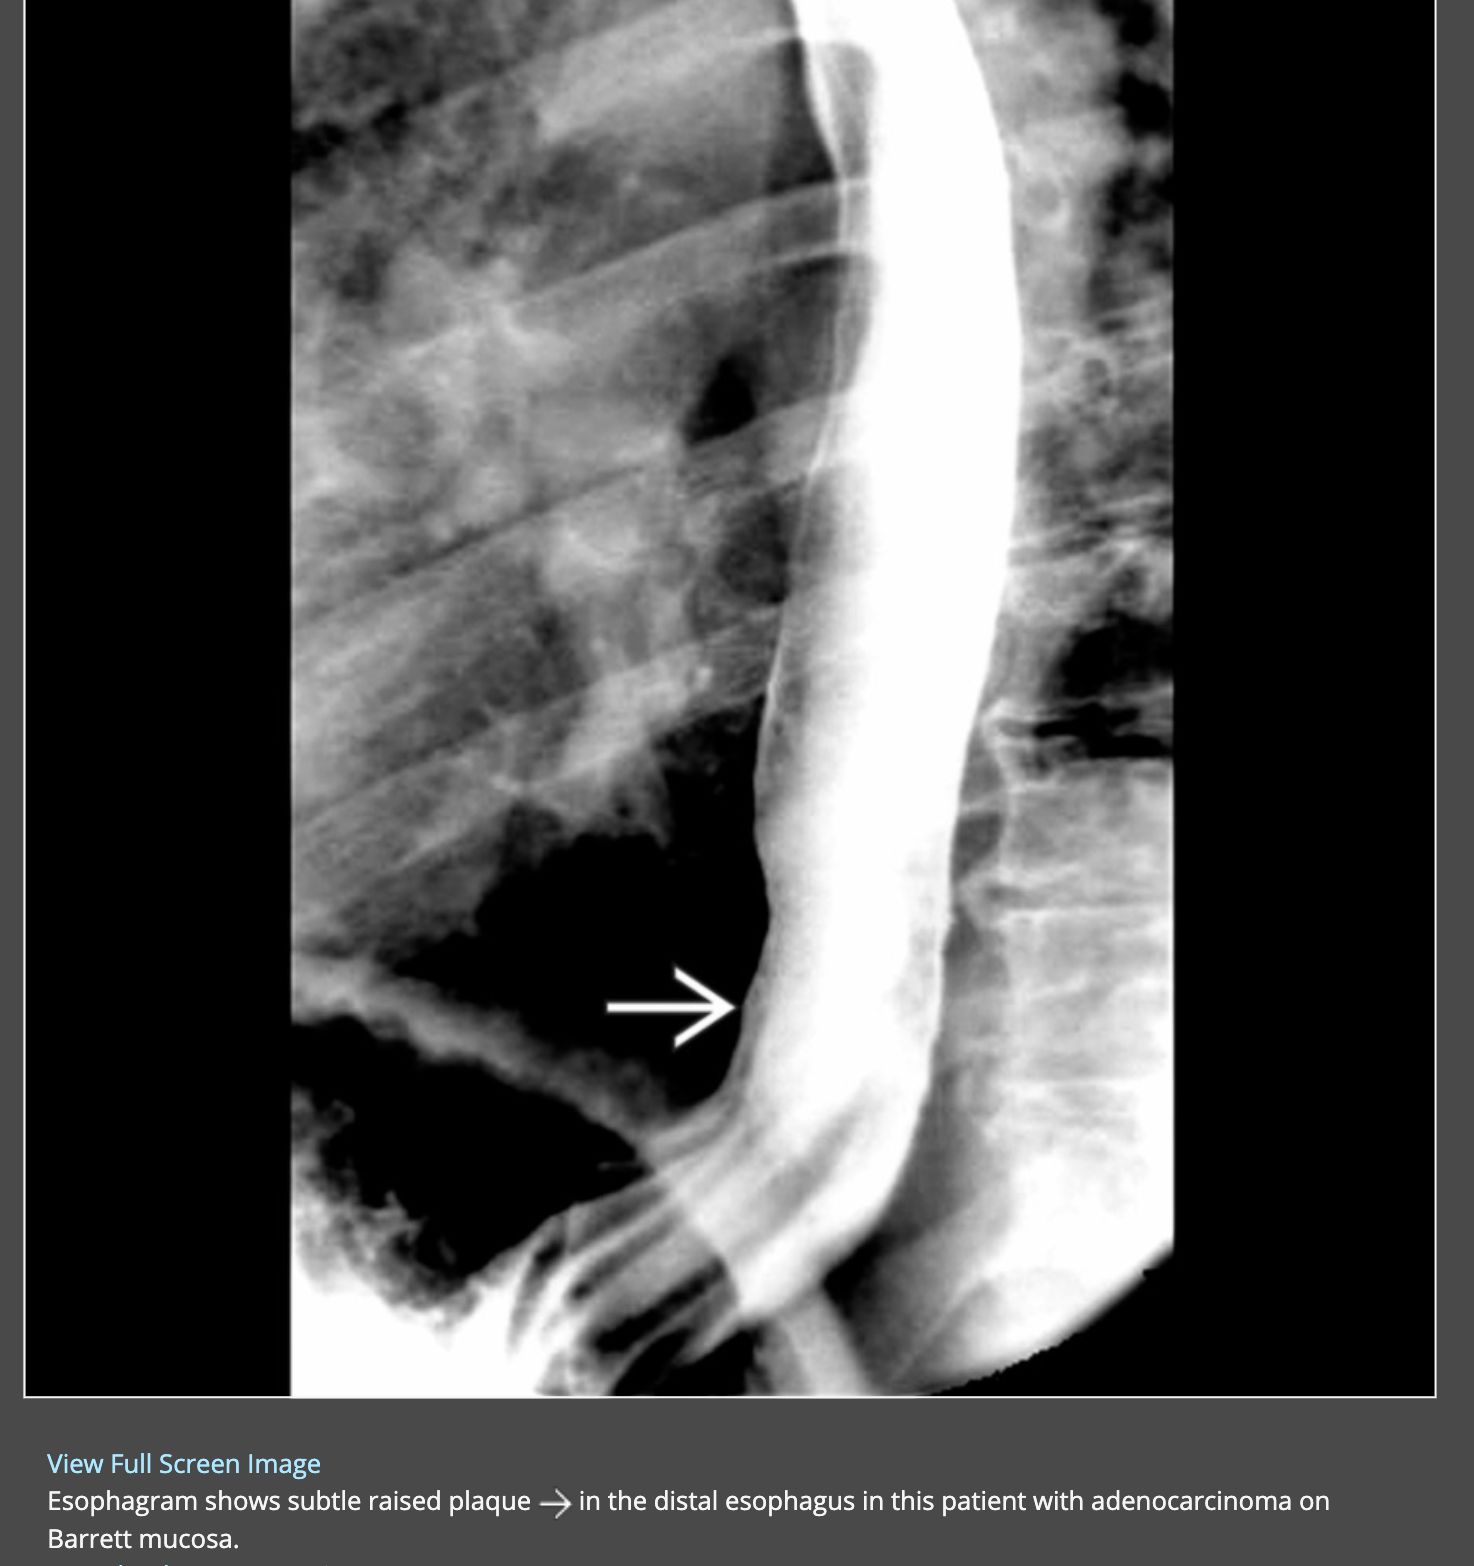 View Full Screen Image
Esophagram shows subtle raised plaque → in the distal esophagus in this patient with adenocarcinoma on
Barrett mucosa.